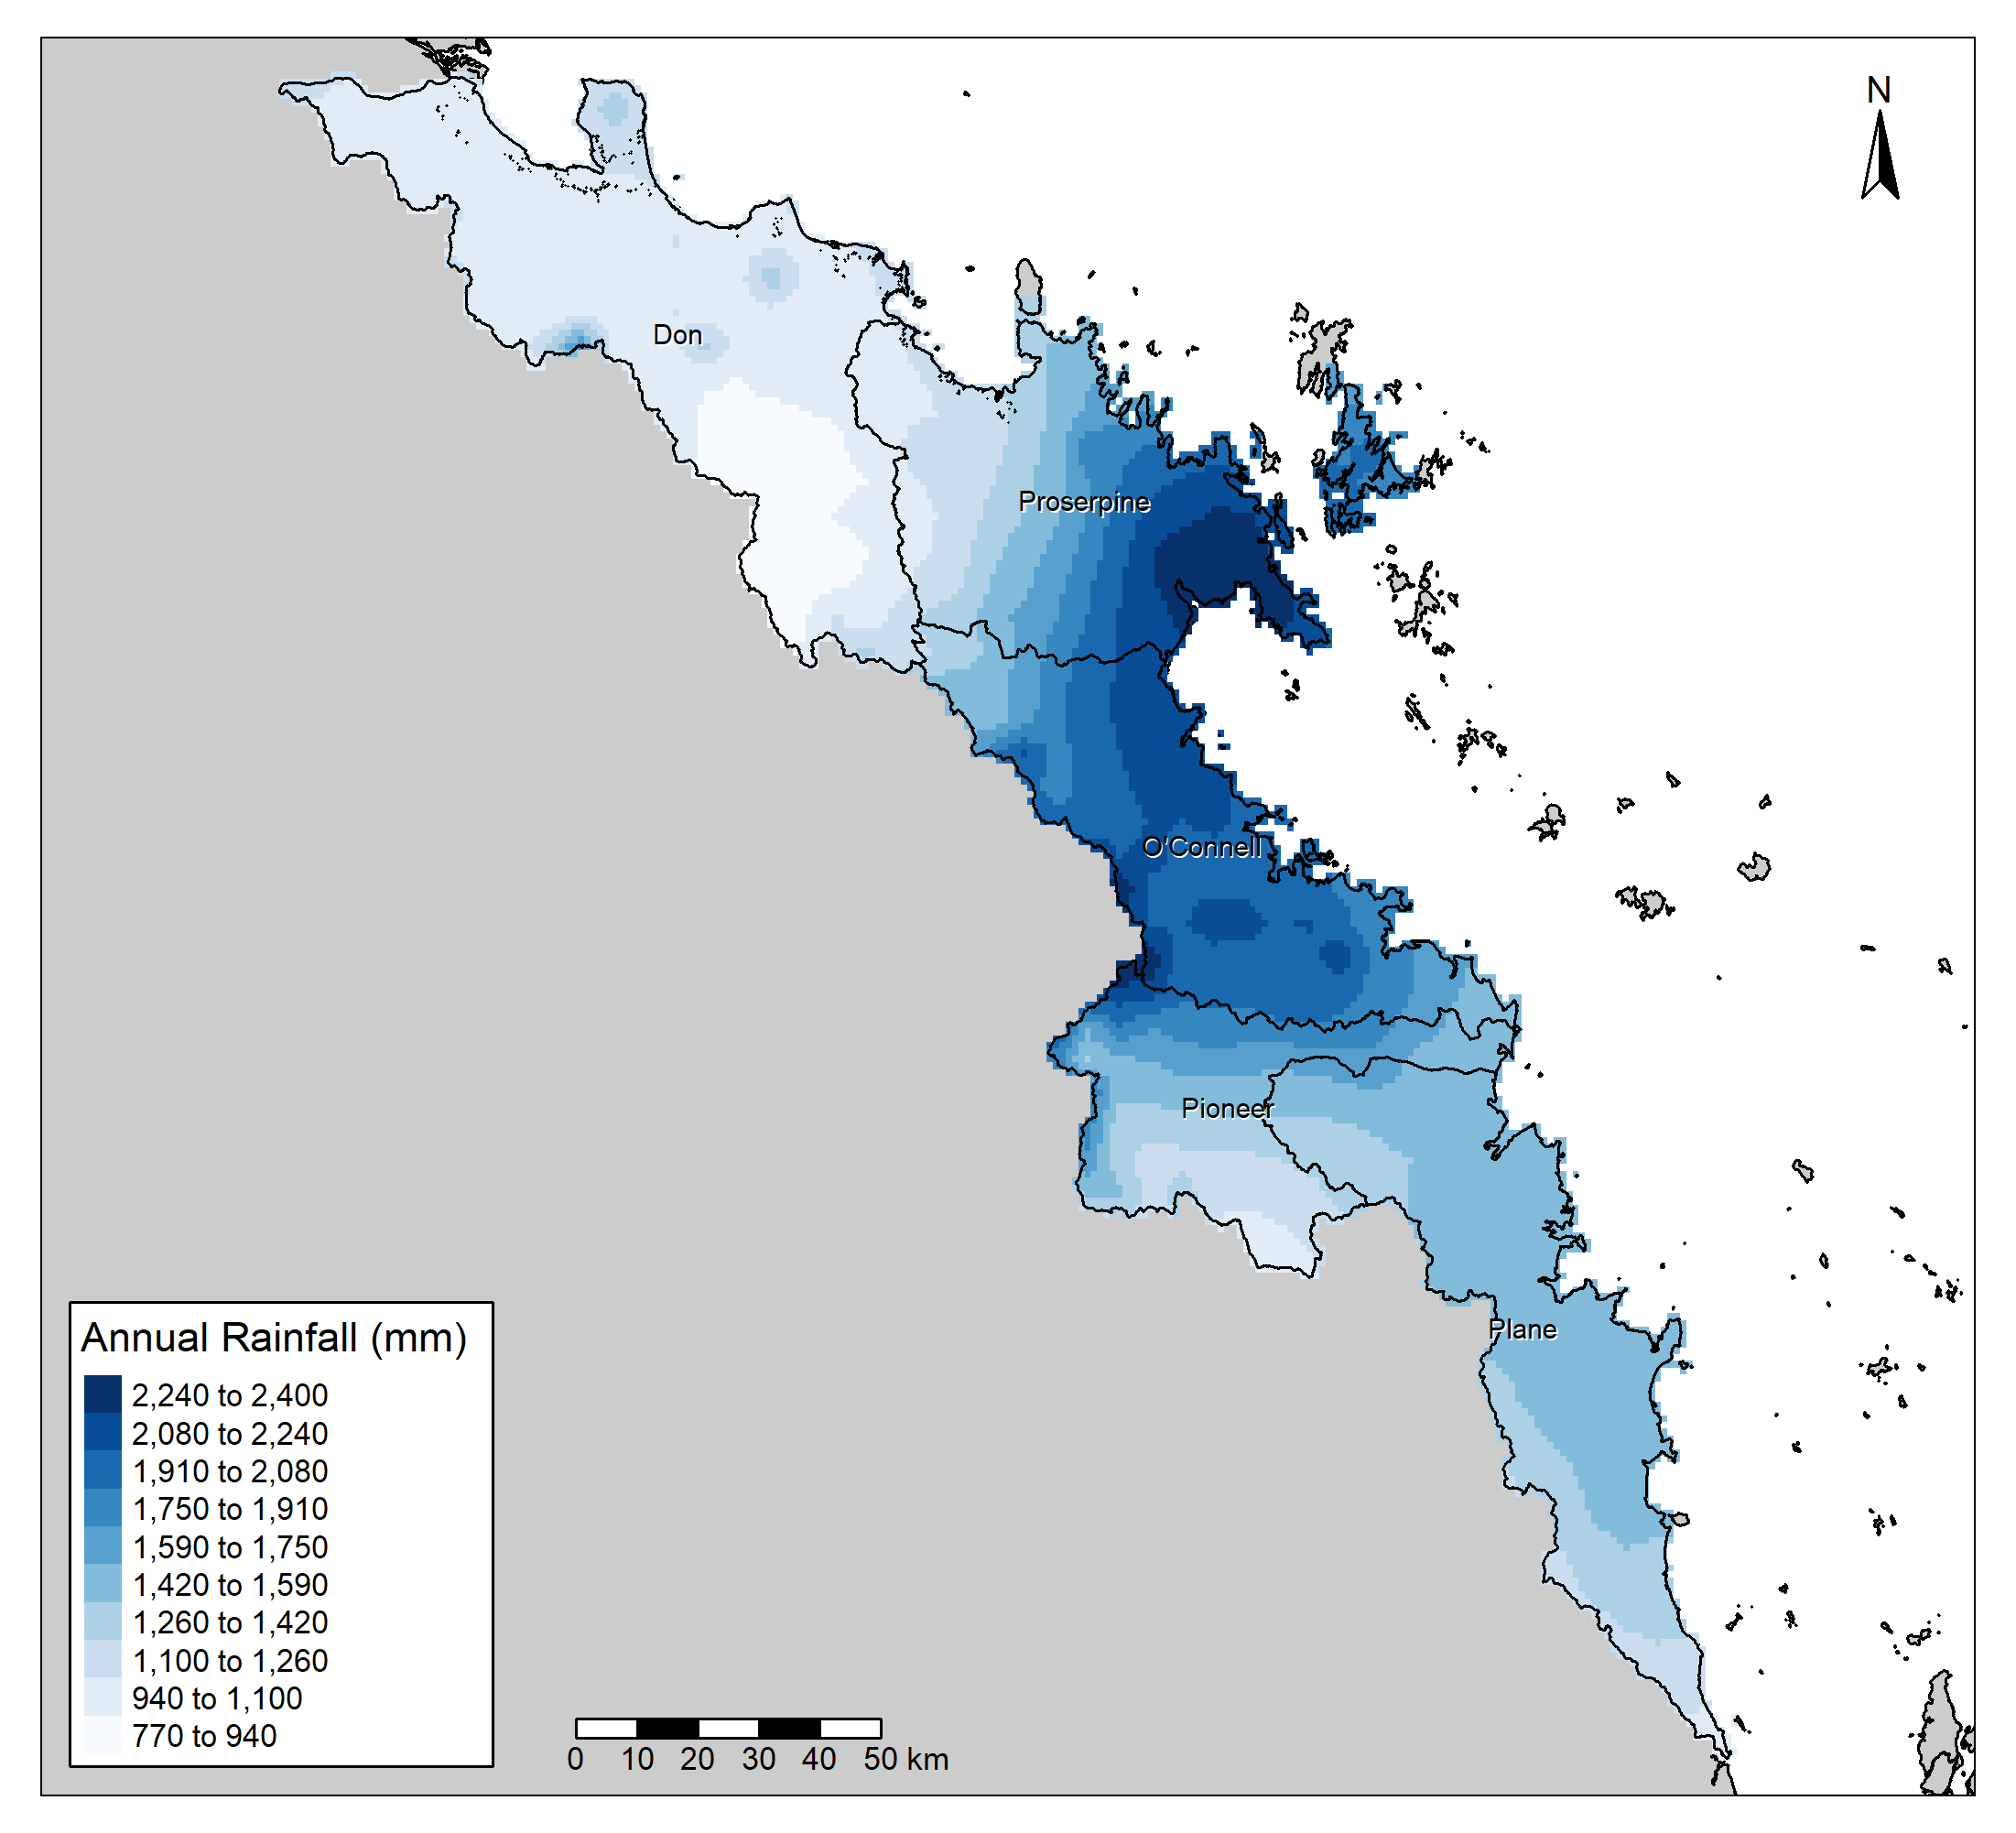 N
Don
Proserpine
O'Connell
Pioneer
Plane
Annual Rainfall (mm)
2,240 to 2,400
2,080 to 2,240
1,910 to 2,080
1,750 to 1,910
1,590 to 1,750
1,420 to 1,590
1,260 to 1,420
1,100 to 1,260
940 to 1,100
770 to 940
0 10 20 30 40 50 km